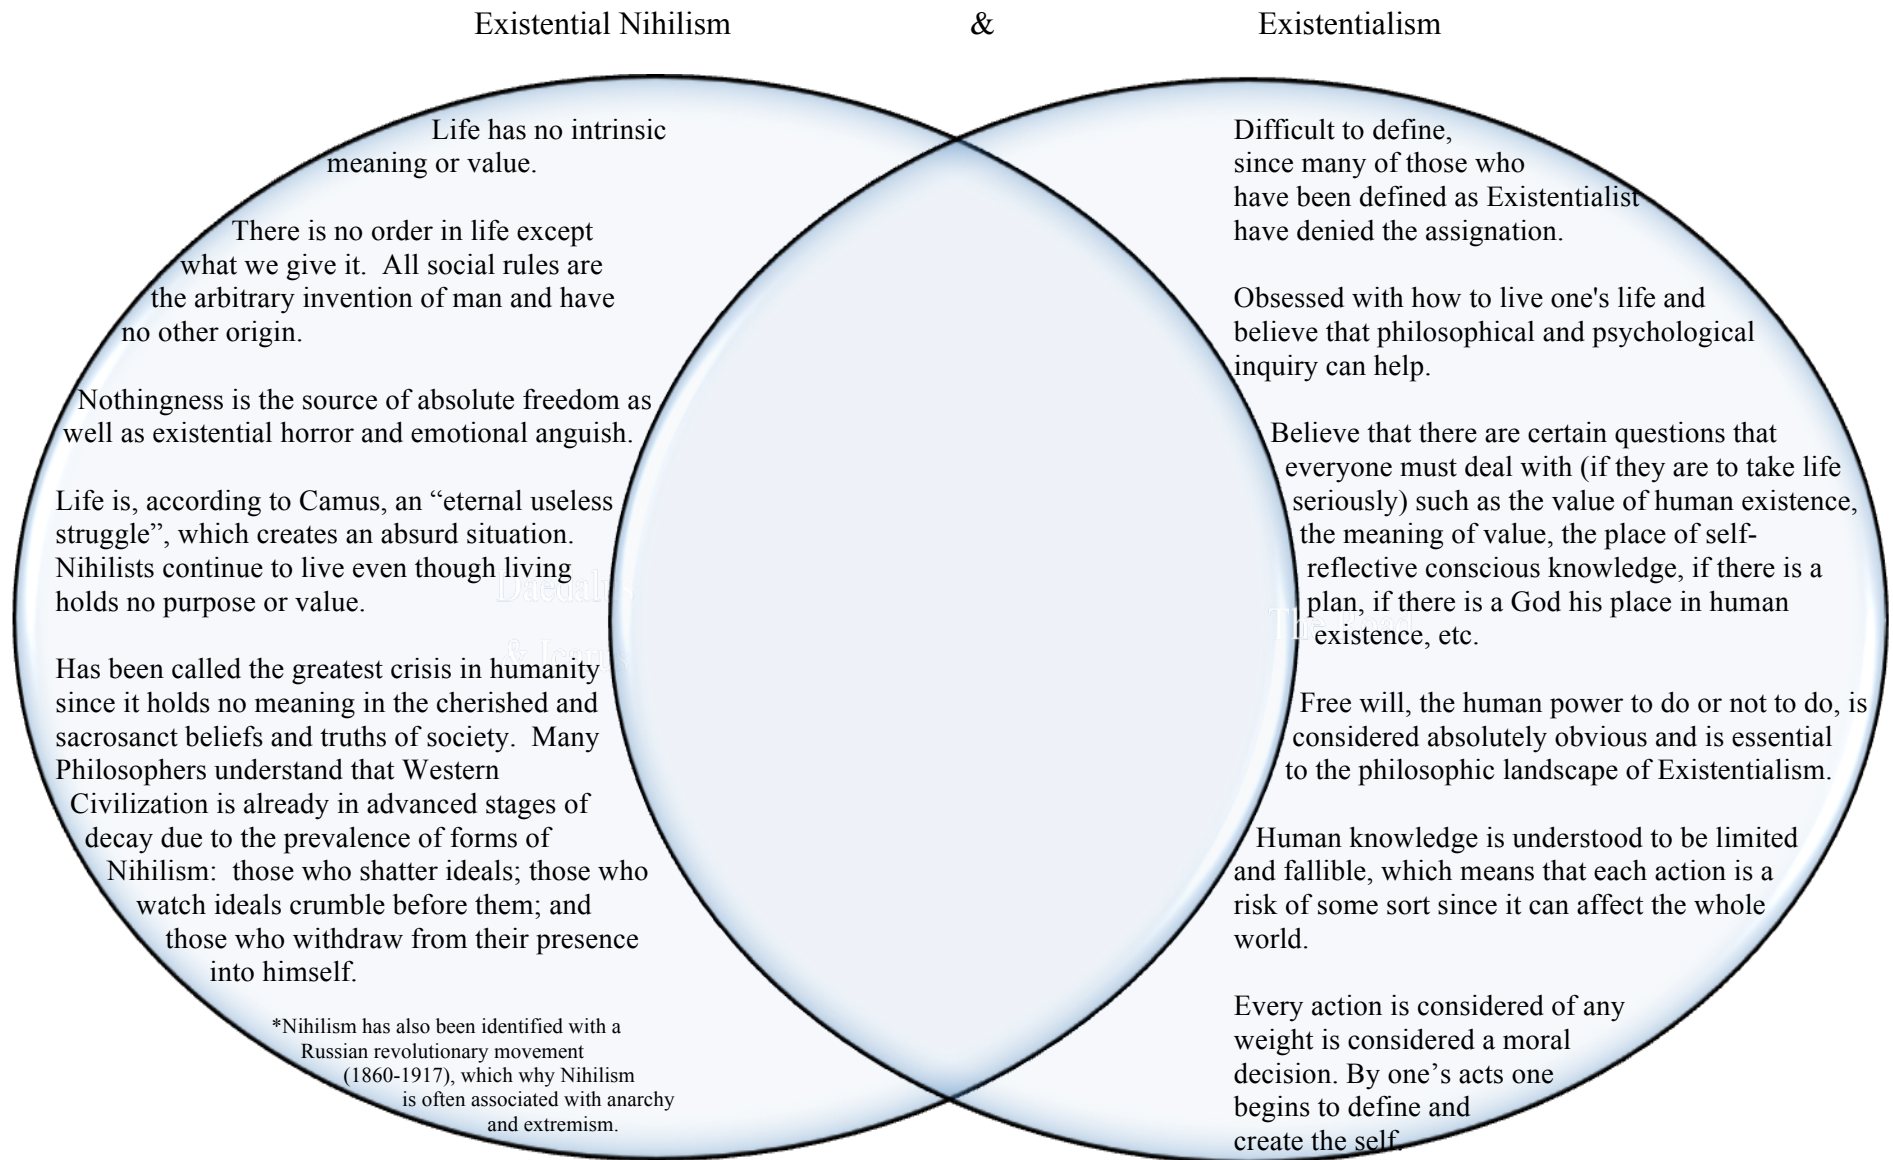 Existential Nihilism & Existentialism
Life has no intrinsic
meaning or value.
There is no order in life except
what we give it.  All social rules are
the arbitrary invention of man and have
no other origin.
Nothingness is the source of absolute freedom as
well as existential horror and emotional anguish.
Life is, according to Camus, an “eternal useless
struggle”, which creates an absurd situation.
Nihilists continue to live even though living
holds no purpose or value.
Has been called the greatest crisis in humanity
since it holds no meaning in the cherished and
sacrosanct beliefs and truths of society.  Many
Philosophers understand that Western
Civilization is already in advanced stages of
decay due to the prevalence of forms of
Nihilism:  those who shatter ideals; those who
watch ideals crumble before them; and
those who withdraw from their presence
into himself.
*Nihilism has also been identified with a
Russian revolutionary movement
(1860-1917), which why Nihilism
is often associated with anarchy
and extremism.
Daedalus
& Icarus
Difficult to define,
since many of those who
have been defined as Existentialist
have denied the assignation.
Obsessed with how to live one's life and
believe that philosophical and psychological
inquiry can help.
Believe that there are certain questions that
everyone must deal with (if they are to take life
seriously) such as the value of human existence,
the meaning of value, the place of self-
reflective conscious knowledge, if there is a
plan, if there is a God his place in human
existence, etc.
Free will, the human power to do or not to do, is
considered absolutely obvious and is essential
to the philosophic landscape of Existentialism.
Human knowledge is understood to be limited
and fallible, which means that each action is a
risk of some sort since it can affect the whole
world.
Every action is considered of any
weight is considered a moral
decision. By one’s acts one
begins to define and
create the self.
The Road